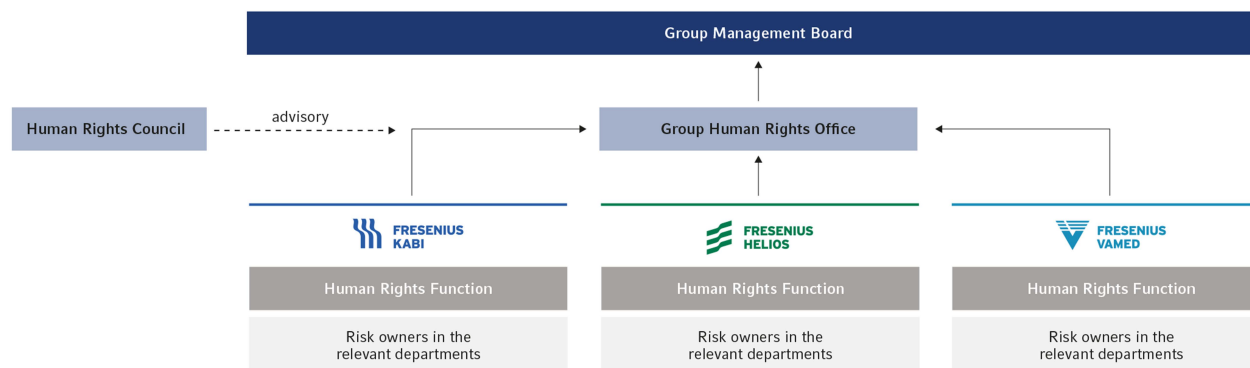 Group Management Board
advisory
Human Rights Council
Group Human Rights Office
FRESENIUS
KABI
FRESENIUS
HELIOS
FRESENIUS
VAMED
Human Rights Function
Human Rights Function
Human Rights Function
Risk owners in the
relevant departments
Risk owners in the
relevant departments
Risk owners in the
relevant departments